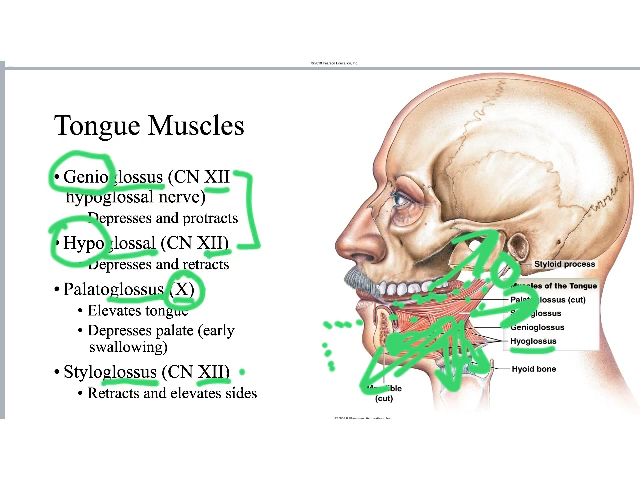 Tongue Muscles
• Genioglossus (CN XII
hypoglossal nerve)
Depresses and protracts
• Hypoglossal (CN XII)
Depresses and retracts
• Palatoglossus (X)
• Elevates tongue
• Depresses palate (early
swallowing)
• Styloglossus (CN XII)
• Retracts and elevates sides
Styloid process
Muscles of the Tongue
Palatoglossus (cut)
Genioglossus
Hyoglossus
Hyoid bone
(cut)